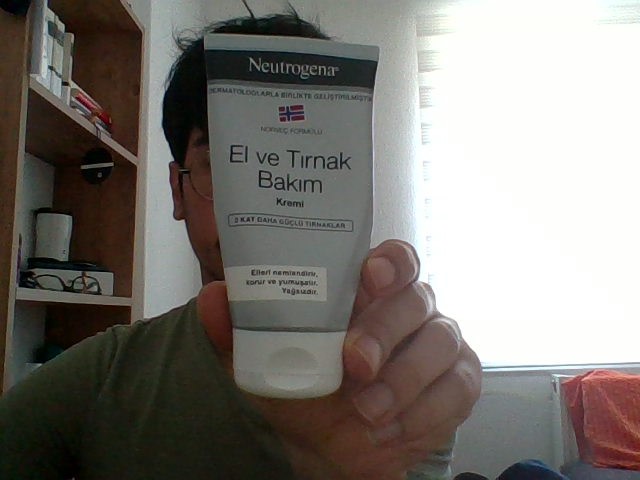 Neutrogena®
DERMATOLOGLARLA BİRLİKTE GELİŞTİRİLMİŞTİR
NORVEÇ FORMÜLÜ
El ve Tırnak
Bakım
Kremi
2 KAT DAHA GÜÇLÜ TIRNAKLAR
Elleri nemlendirir,
korur ve yumuşatır.
Yağsızdır.